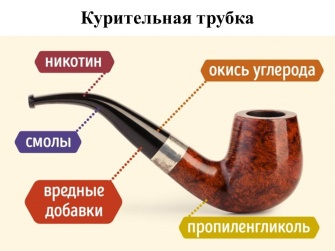 Курительная трубка
никотин
окись углерода
смолы
вредные
добавки
пропиленгликоль